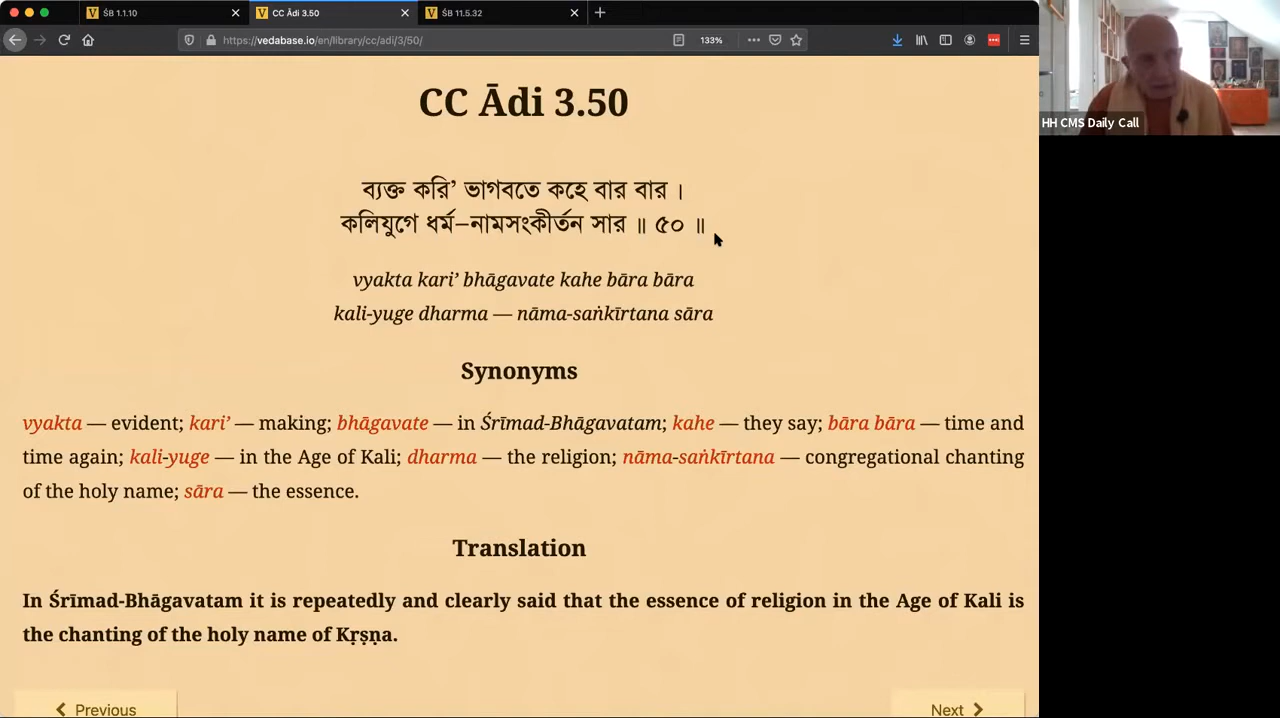 ŚB 1.1.10
CC Ādi 3.50
ŚB 11.5.32
https://vedabase.io/en/library/cc/adi/3/50/
133%
HH CMS Daily Call
CC Ādi 3.50
ব্যক্ত করি’ ভাগবতে কহে বার বার ।
কলিযুগে ধর্ম–নামসংকীর্তন সার ॥ ৫০ ॥
vyakta kari’ bhāgavate kahe bāra bāra
kali-yuge dharma — nāma-saṅkīrtana sāra
Synonyms
vyakta — evident; kari’ — making; bhāgavate — in Śrīmad-Bhāgavatam; kahe — they say; bāra bāra — time and
time again; kali-yuge — in the Age of Kali; dharma — the religion; nāma-saṅkīrtana — congregational chanting
of the holy name; sāra — the essence.
Translation
In Śrīmad-Bhāgavatam it is repeatedly and clearly said that the essence of religion in the Age of Kali is
the chanting of the holy name of Kṛṣṇa.
Previous
Next